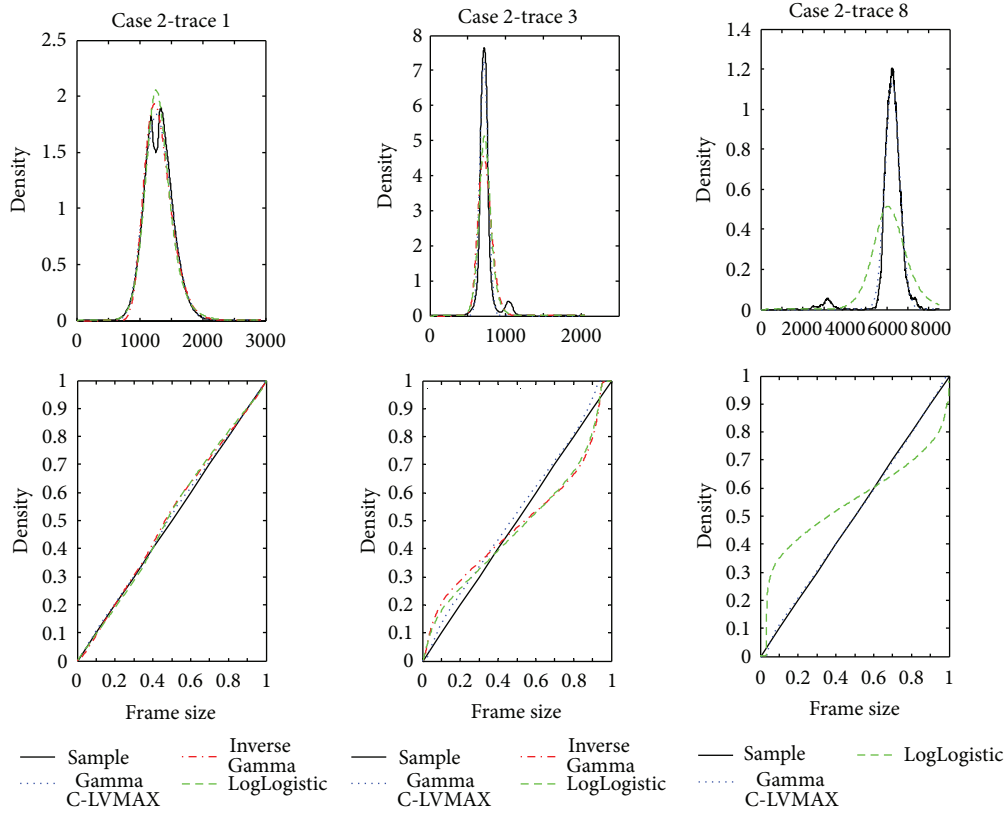 Case 2-trace 1
2.5
2
1.5
1
0.5
0
0 1000 2000 3000
Density
Case 2-trace 3
8
7
6
5
4
3
2
1
0
0 1000 2000
Density
Case 2-trace 8
1.4
1.2
1
0.8
0.6
0.4
0.2
0
0 2000 4000 6000 8000
Density
1
0.9
0.8
0.7
0.6
0.5
0.4
0.3
0.2
0.1
0
0 0.2 0.4 0.6 0.8 1
Density
Frame size
1
0.9
0.8
0.7
0.6
0.5
0.4
0.3
0.2
0.1
0
0 0.2 0.4 0.6 0.8 1
Density
Frame size
1
0.9
0.8
0.7
0.6
0.5
0.4
0.3
0.2
0.1
0
0 0.2 0.4 0.6 0.8 1
Density
Frame size
Sample
Gamma
C-LVMAX
Inverse
Gamma
LogLogistic
Sample
Gamma
C-LVMAX
Inverse
Gamma
LogLogistic
Sample
Gamma
C-LVMAX
LogLogistic